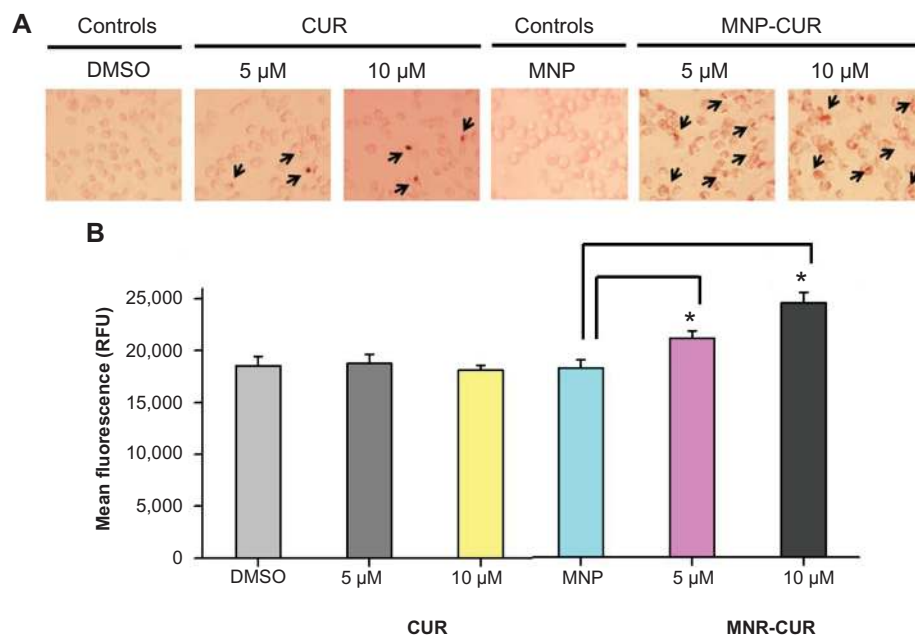 A
Controls CUR Controls MNP-CUR
DMSO 5 µM 10 µM MNP 5 µM 10 µM
B
Mean fluorescence (RFU)
25,000
20,000
15,000
10,000
5,000
0
* *
DMSO 5 µM 10 µM MNP 5 µM 10 µM
CUR MNR-CUR